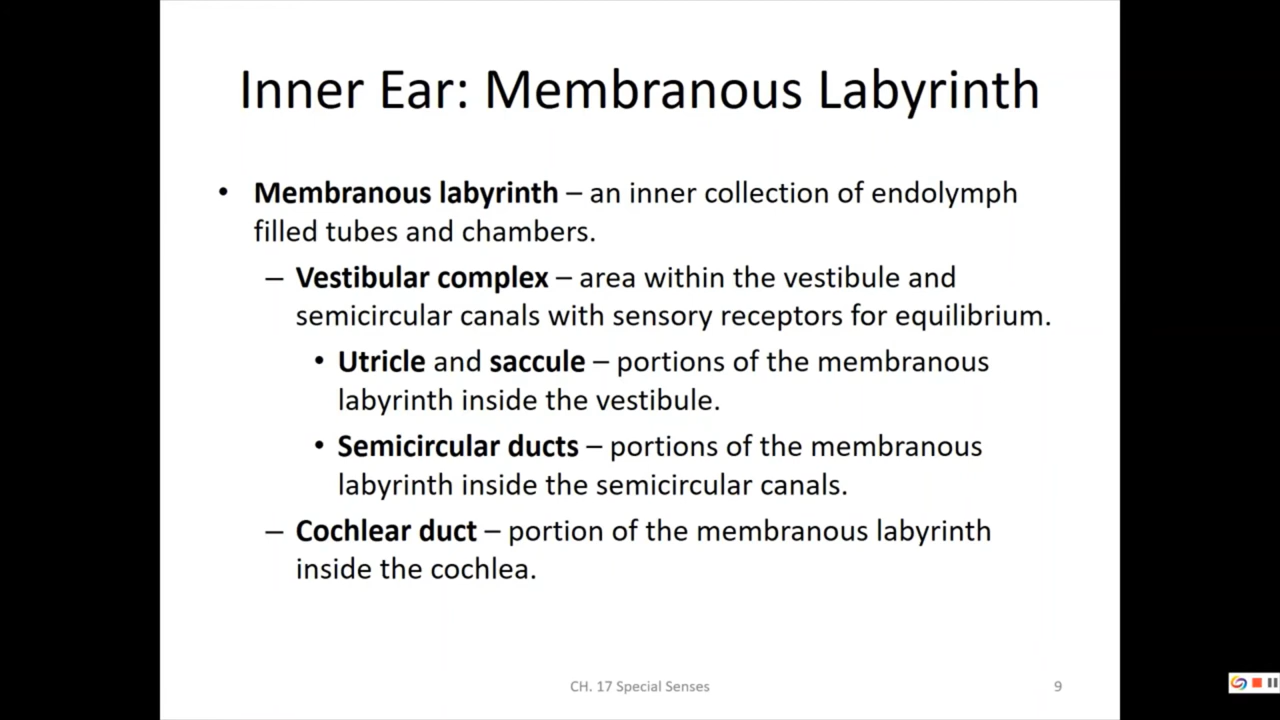 Inner Ear: Membranous Labyrinth
• Membranous labyrinth – an inner collection of endolymph
filled tubes and chambers.
– Vestibular complex – area within the vestibule and
semicircular canals with sensory receptors for equilibrium.
• Utricle and saccule – portions of the membranous
labyrinth inside the vestibule.
• Semicircular ducts – portions of the membranous
labyrinth inside the semicircular canals.
– Cochlear duct – portion of the membranous labyrinth
inside the cochlea.
CH. 17 Special Senses
9